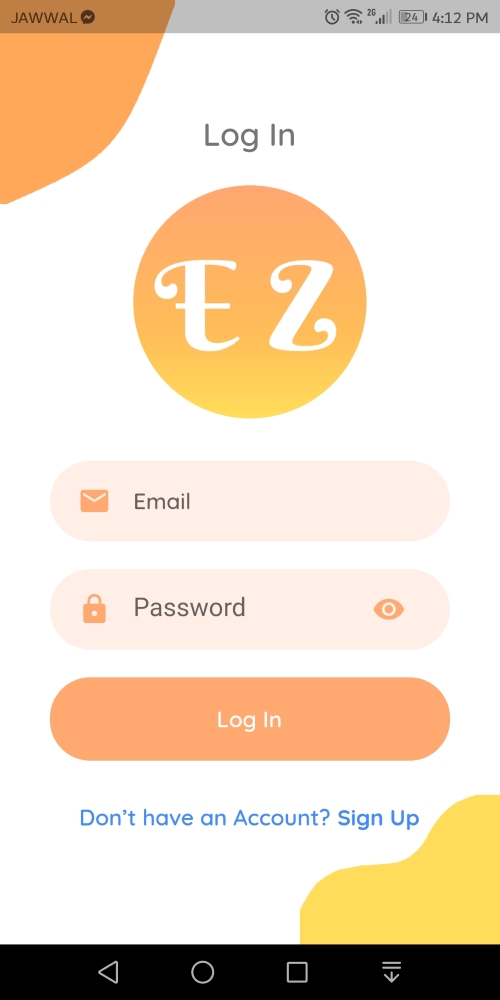 JAWWAL 2G 24 4:12 PM
Log In
E Z
Email
Password
Log In
Don’t have an Account? Sign Up